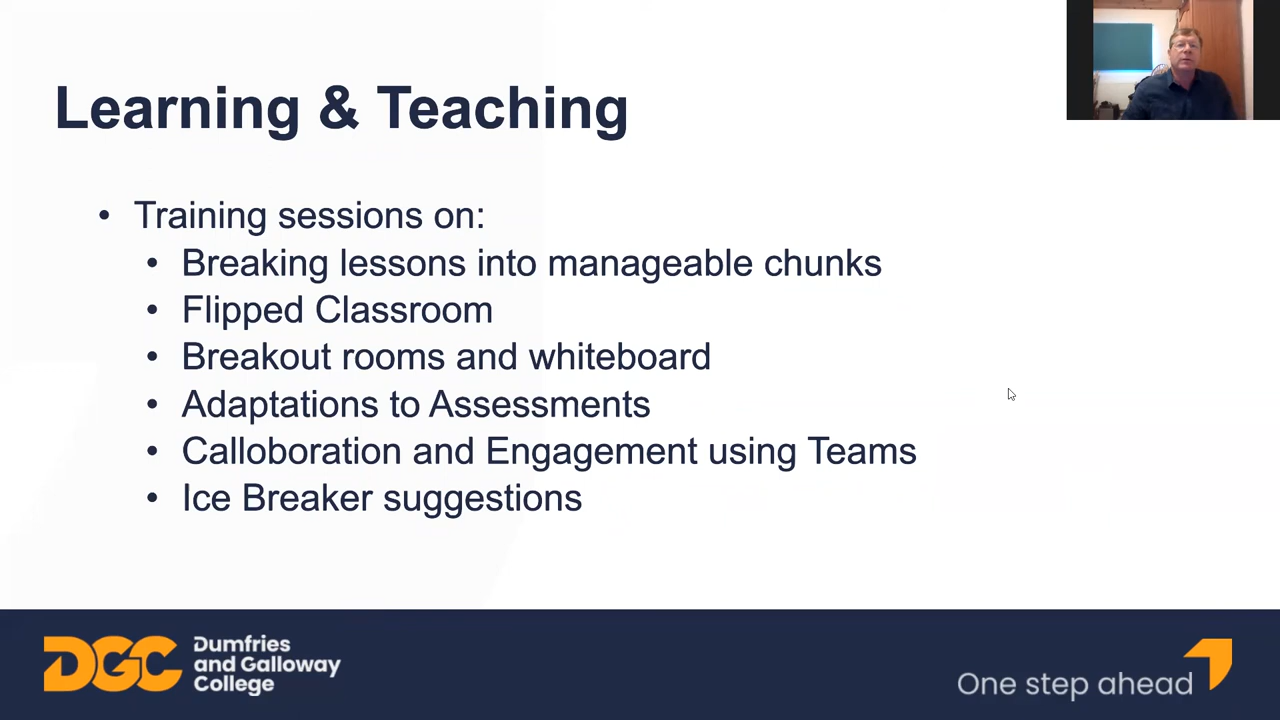 Learning & Teaching
• Training sessions on:
• Breaking lessons into manageable chunks
• Flipped Classroom
• Breakout rooms and whiteboard
• Adaptations to Assessments
• Calloboration and Engagement using Teams
• Ice Breaker suggestions
DGC
Dumfries
and Galloway
College
One step ahead